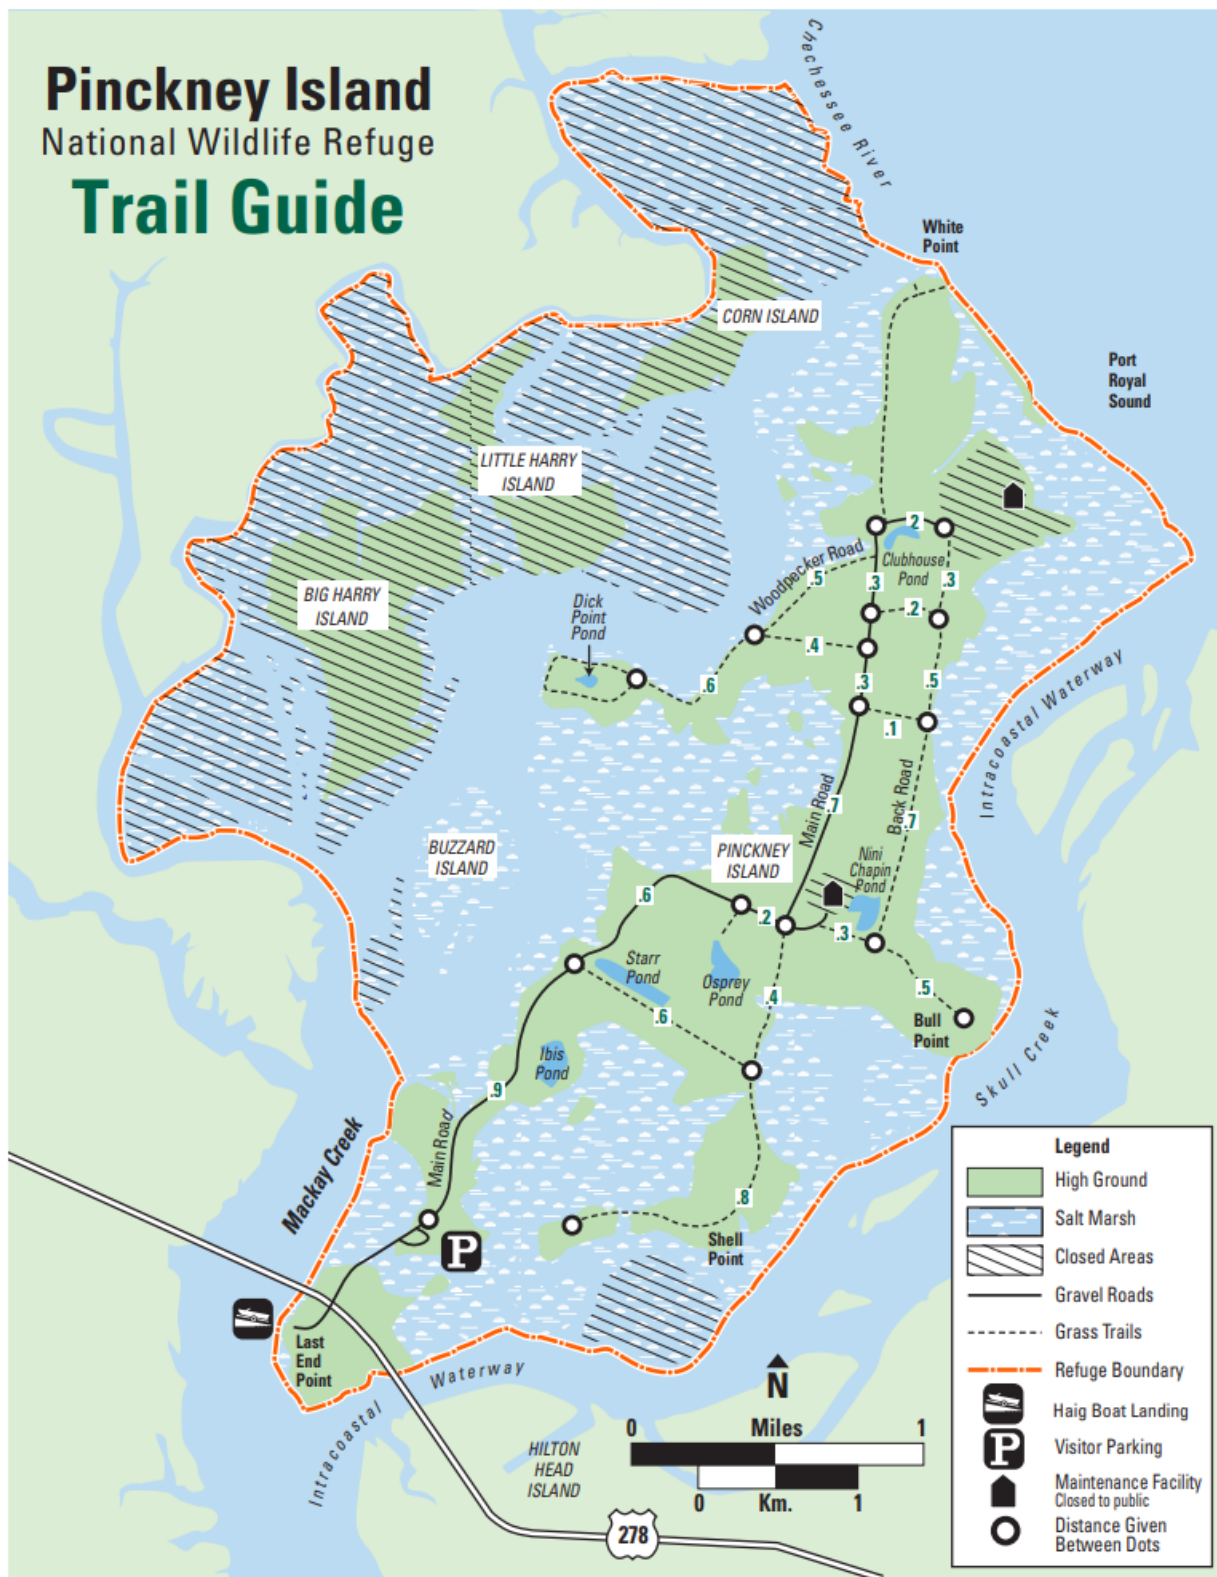 Pinckney Island
National Wildlife Refuge
Trail Guide
Chechessee River
White
Point
CORN ISLAND
Port
Royal
Sound
LITTLE HARRY
ISLAND
BIG HARRY
ISLAND
Woodpecker Road
.2
Clubhouse
Pond
.5
.3
.3
.2
Dick
Point
Pond
.4
.6
.3
.5
.1
Intracoastal Waterway
Main Road
.7
Back Road
.7
BUZZARD
ISLAND
PINCKNEY
ISLAND
Nini
Chapin
Pond
.6
.2
.3
Starr
Pond
Osprey
Pond
.4
.5
.6
Bull
Point
Skull Creek
Ibis
Pond
.9
Main Road
Mackay Creek
.8
Shell
Point
P
Last
End
Point
Intracoastal
Waterway
N
0 Miles 1
0 Km. 1
HILTON
HEAD
ISLAND
278
Legend
High Ground
Salt Marsh
Closed Areas
Gravel Roads
Grass Trails
Refuge Boundary
Haig Boat Landing
P
Visitor Parking
Maintenance Facility
Closed to public
Distance Given
Between Dots